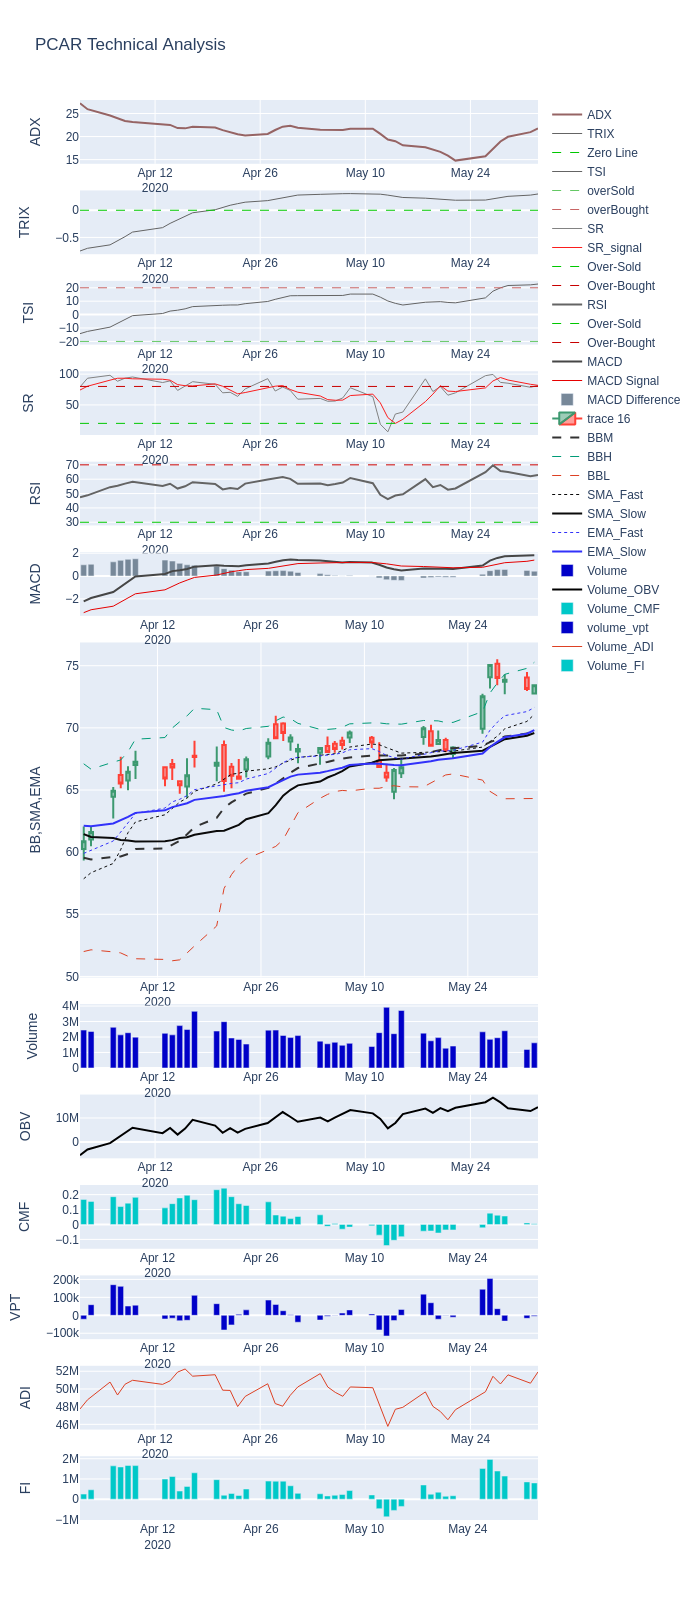 PCAR Technical Analysis
ADX
25
20
15
Apr 12
2020
Apr 26
May 10
May 24
TRIX
0
−0.5
Apr 12
2020
Apr 26
May 10
May 24
TSI
20
10
0
−10
−20
Apr 12
2020
Apr 26
May 10
May 24
SR
100
50
Apr 12
2020
Apr 26
May 10
May 24
RSI
70
60
50
40
30
Apr 12
2020
Apr 26
May 10
May 24
MACD
2
0
−2
Apr 12
2020
Apr 26
May 10
May 24
BB,SMA,EMA
75
70
65
60
55
50
Apr 12
2020
Apr 26
May 10
May 24
Volume
4M
3M
2M
1M
0
Apr 12
2020
Apr 26
May 10
May 24
OBV
10M
0
Apr 12
2020
Apr 26
May 10
May 24
CMF
0.2
0.1
0
−0.1
Apr 12
2020
Apr 26
May 10
May 24
VPT
200k
100k
0
−100k
Apr 12
2020
Apr 26
May 10
May 24
ADI
52M
50M
48M
46M
Apr 12
2020
Apr 26
May 10
May 24
FI
2M
1M
0
−1M
Apr 12
2020
Apr 26
May 10
May 24
ADX
TRIX
Zero Line
TSI
overSold
overBought
SR
SR_signal
Over-Sold
Over-Bought
RSI
Over-Sold
Over-Bought
MACD
MACD Signal
MACD Difference
trace 16
BBM
BBH
BBL
SMA_Fast
SMA_Slow
EMA_Fast
EMA_Slow
Volume
Volume_OBV
Volume_CMF
volume_vpt
Volume_ADI
Volume_FI